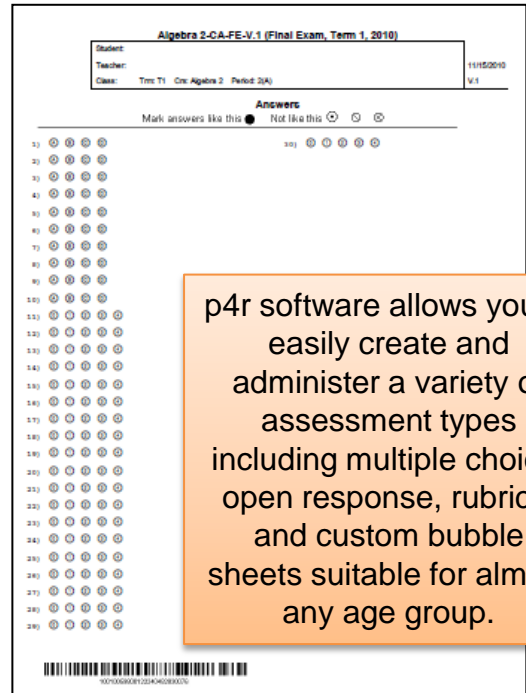 Algebra 2-CA-FE-V.1 (Final Exam, Term 1, 2010)
Student:
Teacher:
11/15/2010
Class: Trm: T1 Crs: Algebra 2 Period: 2(A)
V.1
Answers
Mark answers like this Not like this
1)
30)
2)
3)
4)
5)
6)
7)
8)
9)
10)
11)
12)
13)
14)
15)
16)
17)
18)
19)
20)
21)
22)
23)
24)
25)
26)
27)
28)
29)
p4r software allows you
easily create and
administer a variety
assessment types
including multiple
open response,
and custom bubble
sheets suitable for
any age group.